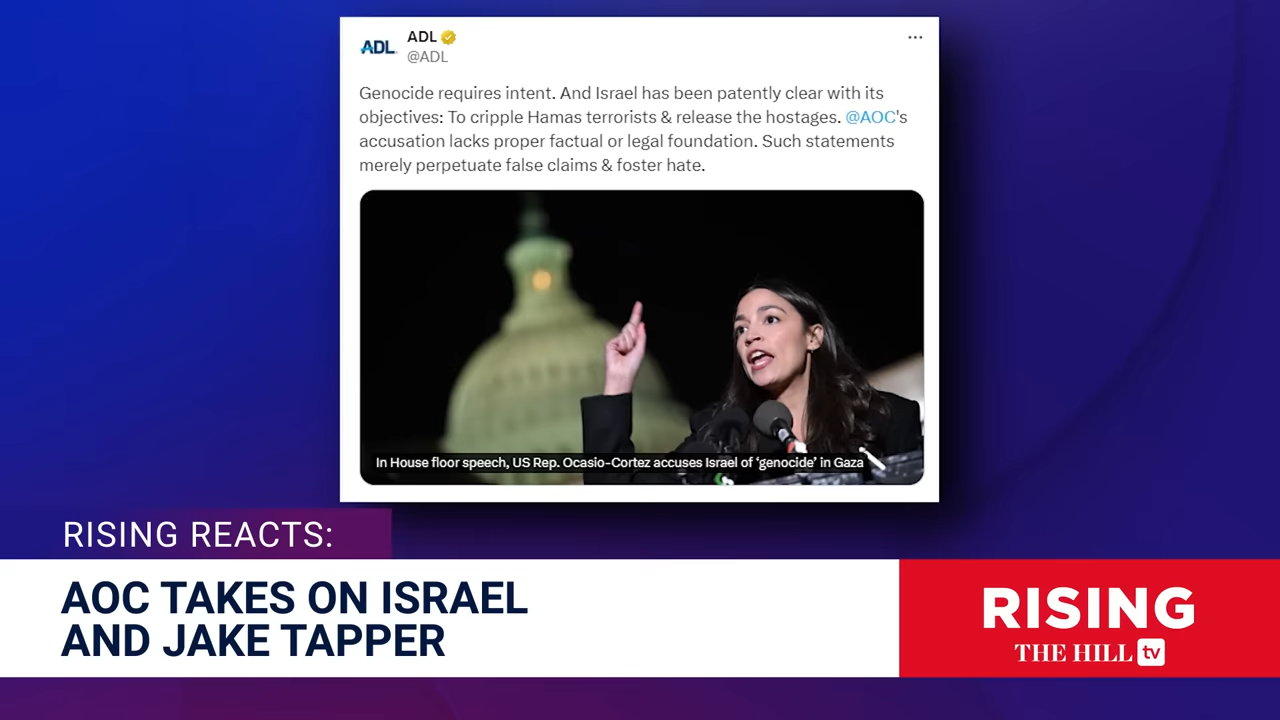 ADL
ADL
@ADL
Genocide requires intent. And Israel has been patently clear with its
objectives: To cripple Hamas terrorists & release the hostages. @AOC's
accusation lacks proper factual or legal foundation. Such statements
merely perpetuate false claims & foster hate.
In House floor speech, US Rep. Ocasio-Cortez accuses Israel of ‘genocide’ in Gaza
RISING REACTS:
AOC TAKES ON ISRAEL
AND JAKE TAPPER
RISING
THE HILL tv